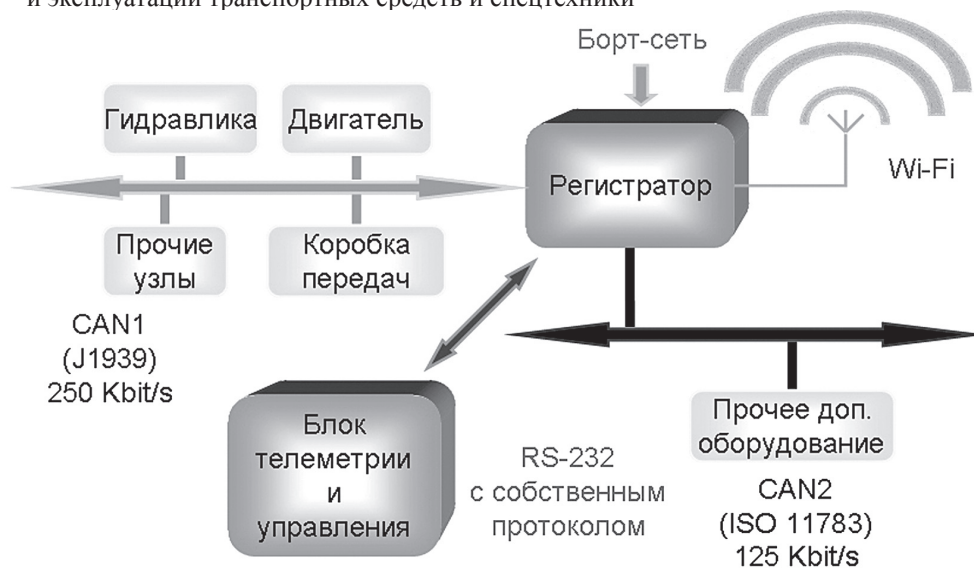 и эксплуатации транспортных средств и спецтехники
Борт-сеть
Гидравлика
Двигатель
Регистратор
Wi-Fi
Прочие
узлы
Коробка
передач
CAN1
(J1939)
250 Kbit/s
Блок
телеметрии
и
управления
RS-232
с собственным
протоколом
Прочее доп.
оборудование
CAN2
(ISO 11783)
125 Kbit/s